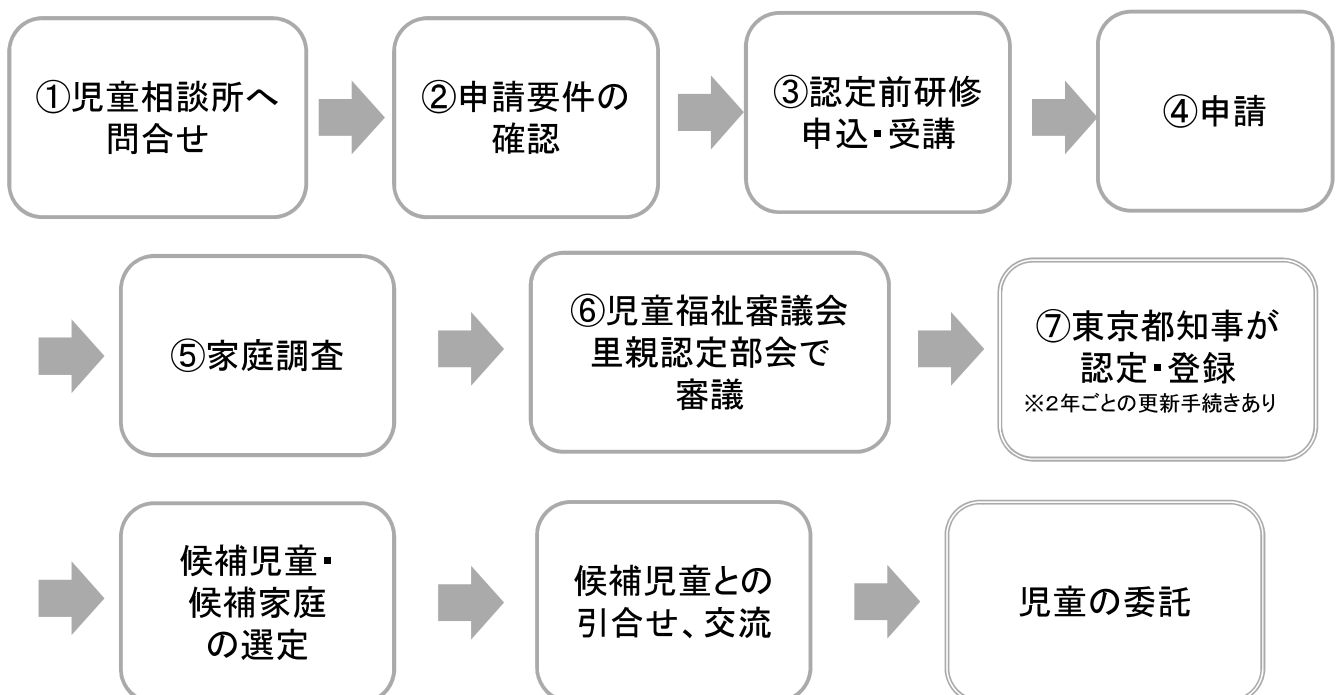 ①児童相談所へ
問合せ
②申請要件の
確認
③認定前研修
申込・受講
④申請
⑤家庭調査
⑥児童福祉審議会
里親認定部会で
審議
⑦東京都知事が
認定・登録
※2年ごとの更新手続きあり
候補児童・
候補家庭
の選定
候補児童との
引合せ、交流
児童の委託